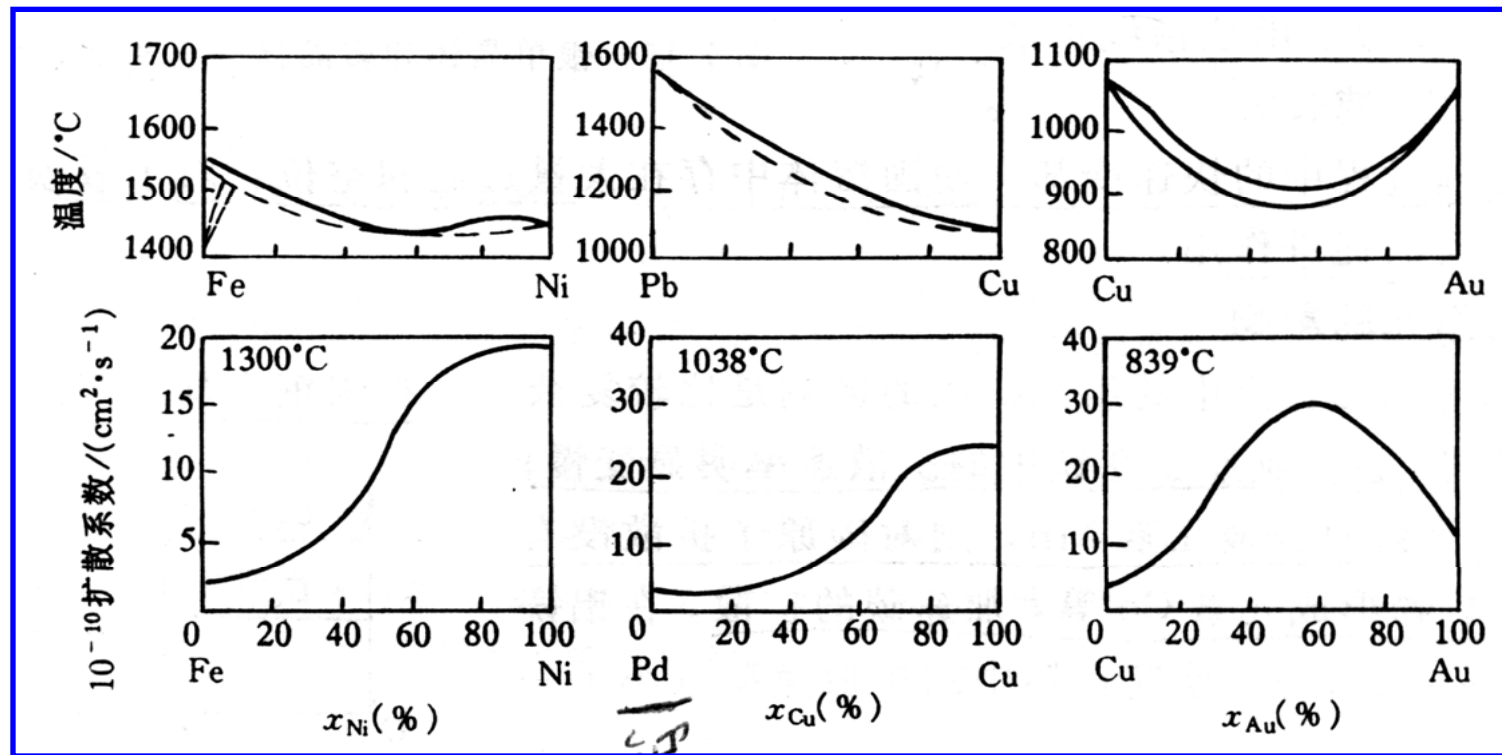 温度/°C
1700
1600
1500
1400
Fe
Ni
1600
1400
1200
1000
Pb
Cu
1100
1000
900
800
Cu
Au
10⁻¹⁰扩散系数/(cm²·s⁻¹)
1300°C
20
15
10
5
0 20 40 60 80 100
Fe
Ni
x_Ni(%)
1038°C
40
30
20
10
0
20 40 60 80 100
Pd
Cu
x_Cu(%)
839°C
40
30
20
10
0 20 40 60 80 100
Cu
Au
x_Au(%)